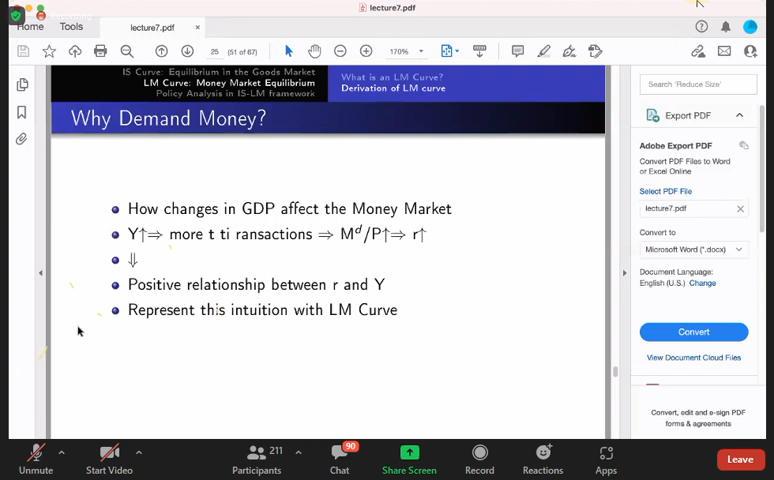 lecture7.pdf
Home Tools lecture7.pdf ×
25 (51 of 67) 170%
IS Curve: Equilibrium in the Goods Market
LM Curve: Money Market Equilibrium
Policy Analysis in IS-LM framework
What is an LM Curve?
Derivation of LM curve
Why Demand Money?
How changes in GDP affect the Money Market
Y↑⇒ more t ti ransactions ⇒ Mᵈ/P↑⇒ r↑
⇓
Positive relationship between r and Y
Represent this intuition with LM Curve
Search 'Reduce Size'
Export PDF
Adobe Export PDF
Convert PDF Files to Word
or Excel Online
Select PDF File
lecture7.pdf ×
Convert to
Microsoft Word (*.docx)
Document Language:
English (U.S.) Change
Convert
View Document Cloud Files
Convert, edit and e-sign PDF
forms & agreements
Unmute
Start Video
211
Participants
90
Chat
Share Screen
Record
Reactions
Apps
Leave